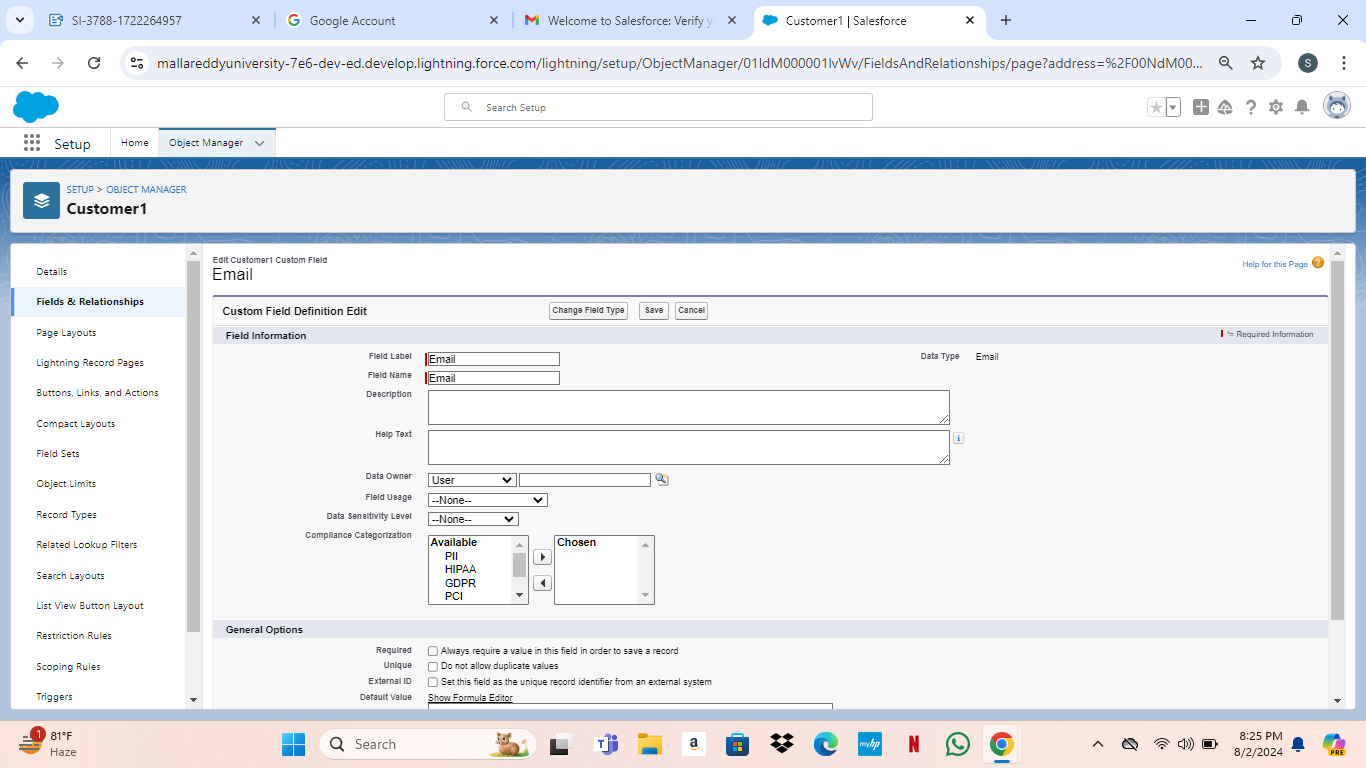 SI-3788-1722264957
Google Account
Welcome to Salesforce: Verify y
Customer1 | Salesforce
mallareddyuniversity-7e6-dev-ed.develop.lightning.force.com/lightning/setup/ObjectManager/01IdM000001lvWv/FieldsAndRelationships/page?address=%2F00NdM00...
S
Search Setup
Setup
Home
Object Manager
SETUP > OBJECT MANAGER
Customer1
Details
Fields & Relationships
Page Layouts
Lightning Record Pages
Buttons, Links, and Actions
Compact Layouts
Field Sets
Object Limits
Record Types
Related Lookup Filters
Search Layouts
List View Button Layout
Restriction Rules
Scoping Rules
Triggers
Edit Customer1 Custom Field
Email
Help for this Page ?
Custom Field Definition Edit
Change Field Type Save Cancel
Field Information
*= Required Information
Field Label Email
Data Type Email
Field Name Email
Description
Help Text
i
Data Owner User
Field Usage --None--
Data Sensitivity Level --None--
Compliance Categorization
Available
PII
HIPAA
GDPR
PCI
Chosen
General Options
Required Always require a value in this field in order to save a record
Unique Do not allow duplicate values
External ID Set this field as the unique record identifier from an external system
Default Value Show Formula Editor
1
81°F
Haze
Search
a
myhp
N
8:25 PM
8/2/2024
PRE